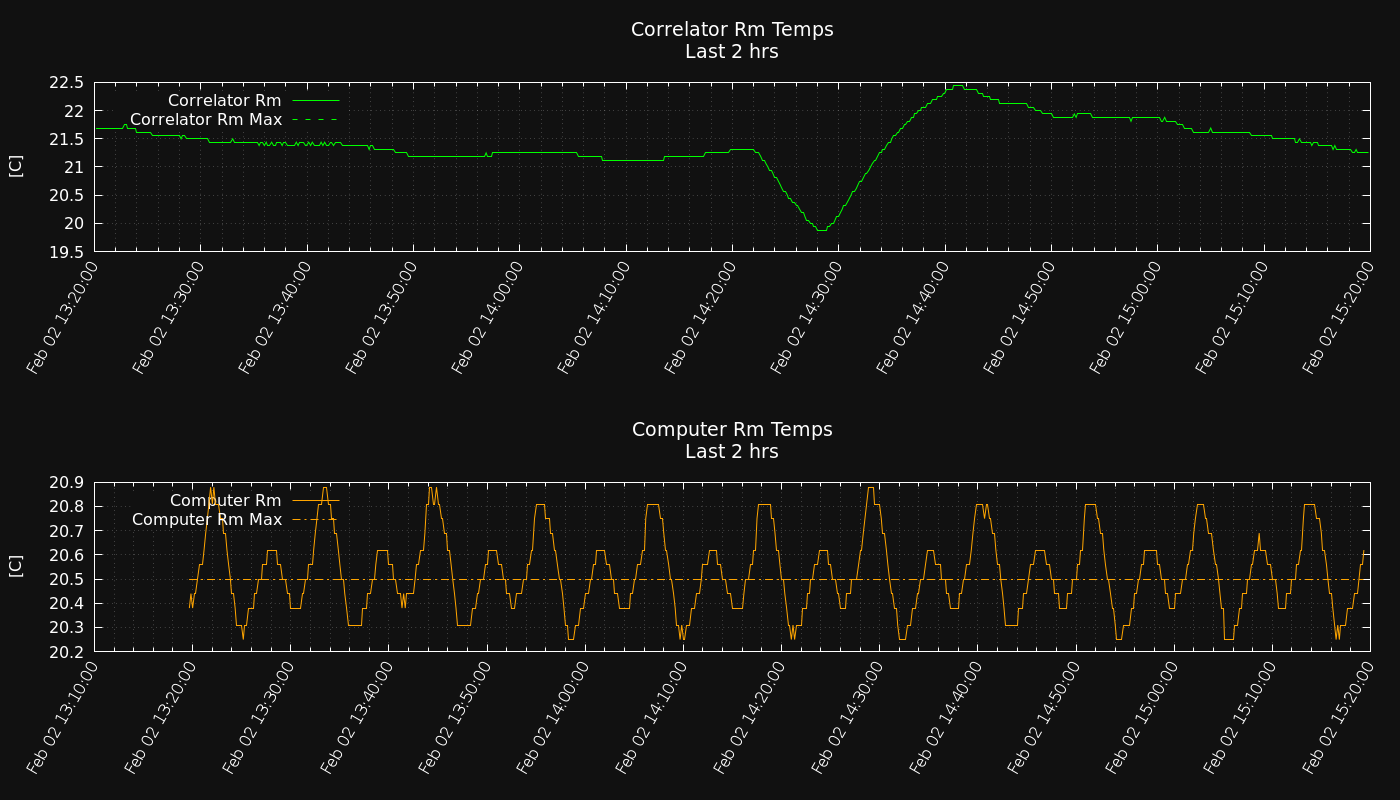 Correlator Rm Temps
Last 2 hrs
22.5
22
21.5
21
20.5
20
19.5
[C]
Correlator Rm
Correlator Rm Max
Feb 02 13:20:00
Feb 02 13:30:00
Feb 02 13:40:00
Feb 02 13:50:00
Feb 02 14:00:00
Feb 02 14:10:00
Feb 02 14:20:00
Feb 02 14:30:00
Feb 02 14:40:00
Feb 02 14:50:00
Feb 02 15:00:00
Feb 02 15:10:00
Feb 02 15:20:00
Computer Rm Temps
Last 2 hrs
20.9
20.8
20.7
20.6
20.5
20.4
20.3
20.2
[C]
Computer Rm
Computer Rm Max
Feb 02 13:10:00
Feb 02 13:20:00
Feb 02 13:30:00
Feb 02 13:40:00
Feb 02 13:50:00
Feb 02 14:00:00
Feb 02 14:10:00
Feb 02 14:20:00
Feb 02 14:30:00
Feb 02 14:40:00
Feb 02 14:50:00
Feb 02 15:00:00
Feb 02 15:10:00
Feb 02 15:20:00